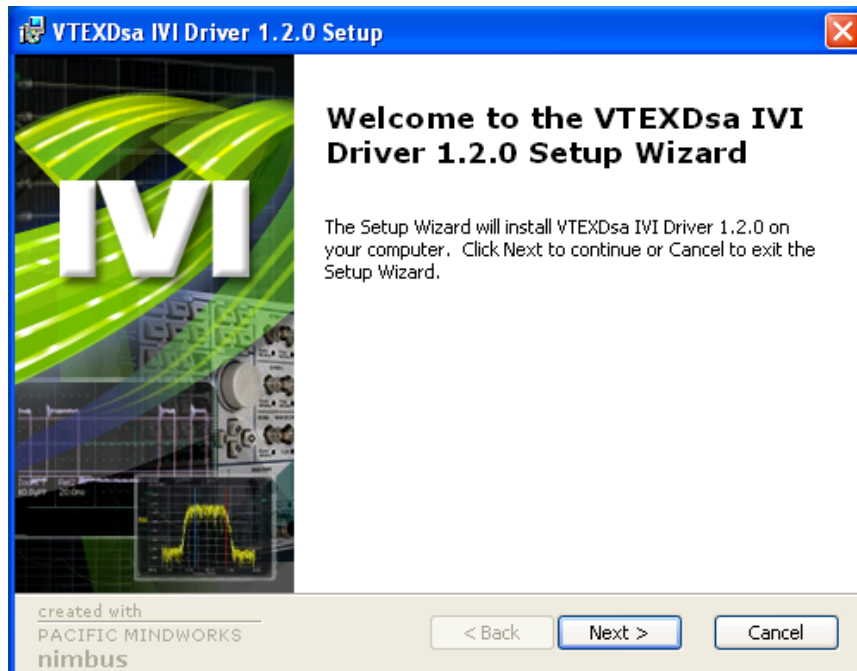 VTEXDsa IVI Driver 1.2.0 Setup
Welcome to the VTEXDsa IVI
Driver 1.2.0 Setup Wizard
The Setup Wizard will install VTEXDsa IVI Driver 1.2.0 on
your computer. Click Next to continue or Cancel to exit the
Setup Wizard.
IVI
created with
PACIFIC MINDWORKS
nimbus
< Back
Next >
Cancel